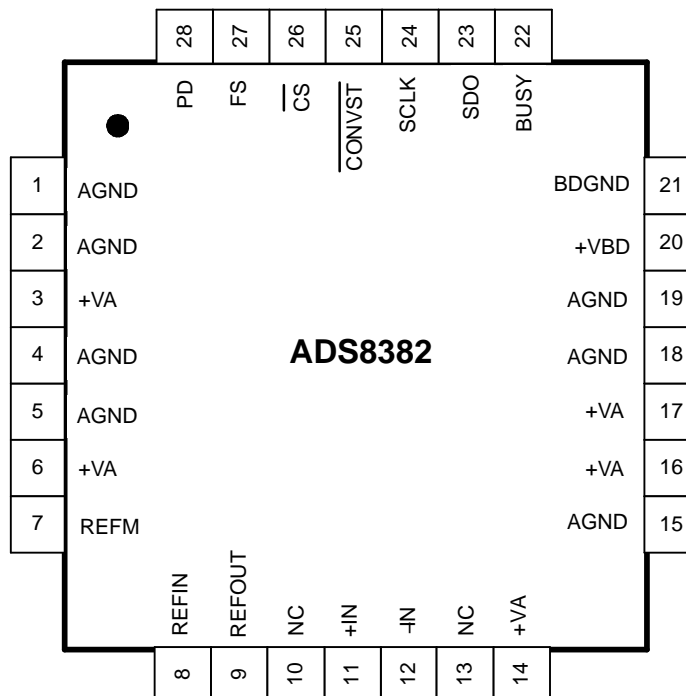 28 27 26 25 24 23 22
PD FS CS CONVST SCLK SDO BUSY
1 AGND BDGND 21
2 AGND +VBD 20
3 +VA AGND 19
4 AGND AGND 18
ADS8382
5 AGND +VA 17
6 +VA +VA 16
7 REFM AGND 15
REFIN REFOUT NC +IN −IN NC +VA
8 9 10 11 12 13 14